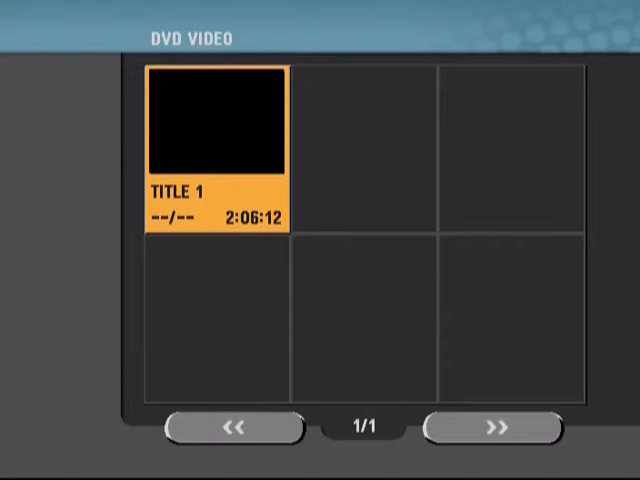 DVD VIDEO
TITLE 1
--/-- 2:06:12
<< 1/1 >>